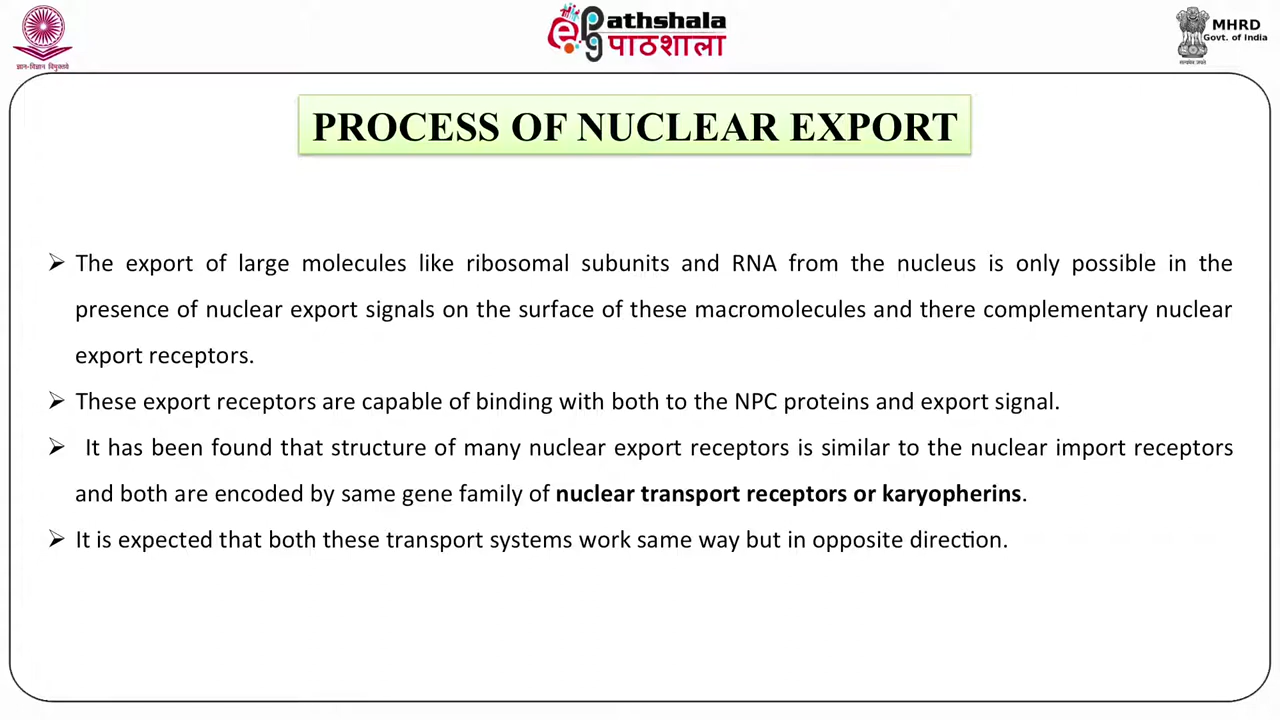 ज्ञान-विज्ञान विमुक्तये
ePathshala
पाठशाला
MHRD
Govt. of India
सत्यमेव जयते
PROCESS OF NUCLEAR EXPORT
➢ The export of large molecules like ribosomal subunits and RNA from the nucleus is only possible in the
presence of nuclear export signals on the surface of these macromolecules and there complementary nuclear
export receptors.
➢ These export receptors are capable of binding with both to the NPC proteins and export signal.
➢ It has been found that structure of many nuclear export receptors is similar to the nuclear import receptors
and both are encoded by same gene family of nuclear transport receptors or karyopherins.
➢ It is expected that both these transport systems work same way but in opposite direction.